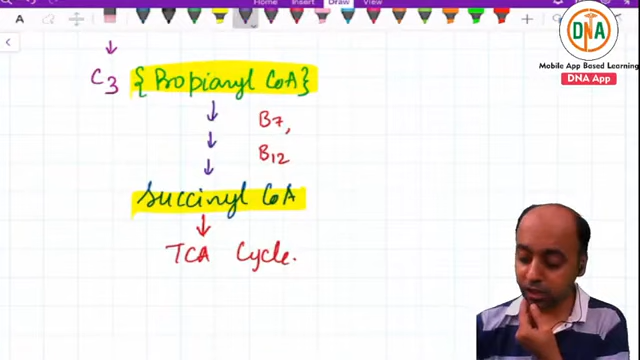 Home Insert Draw View
DNA
Mobile App Based Learning
DNA App
C3 {Propionyl CoA}
B7,
B12
Succinyl CoA
TCA Cycle.